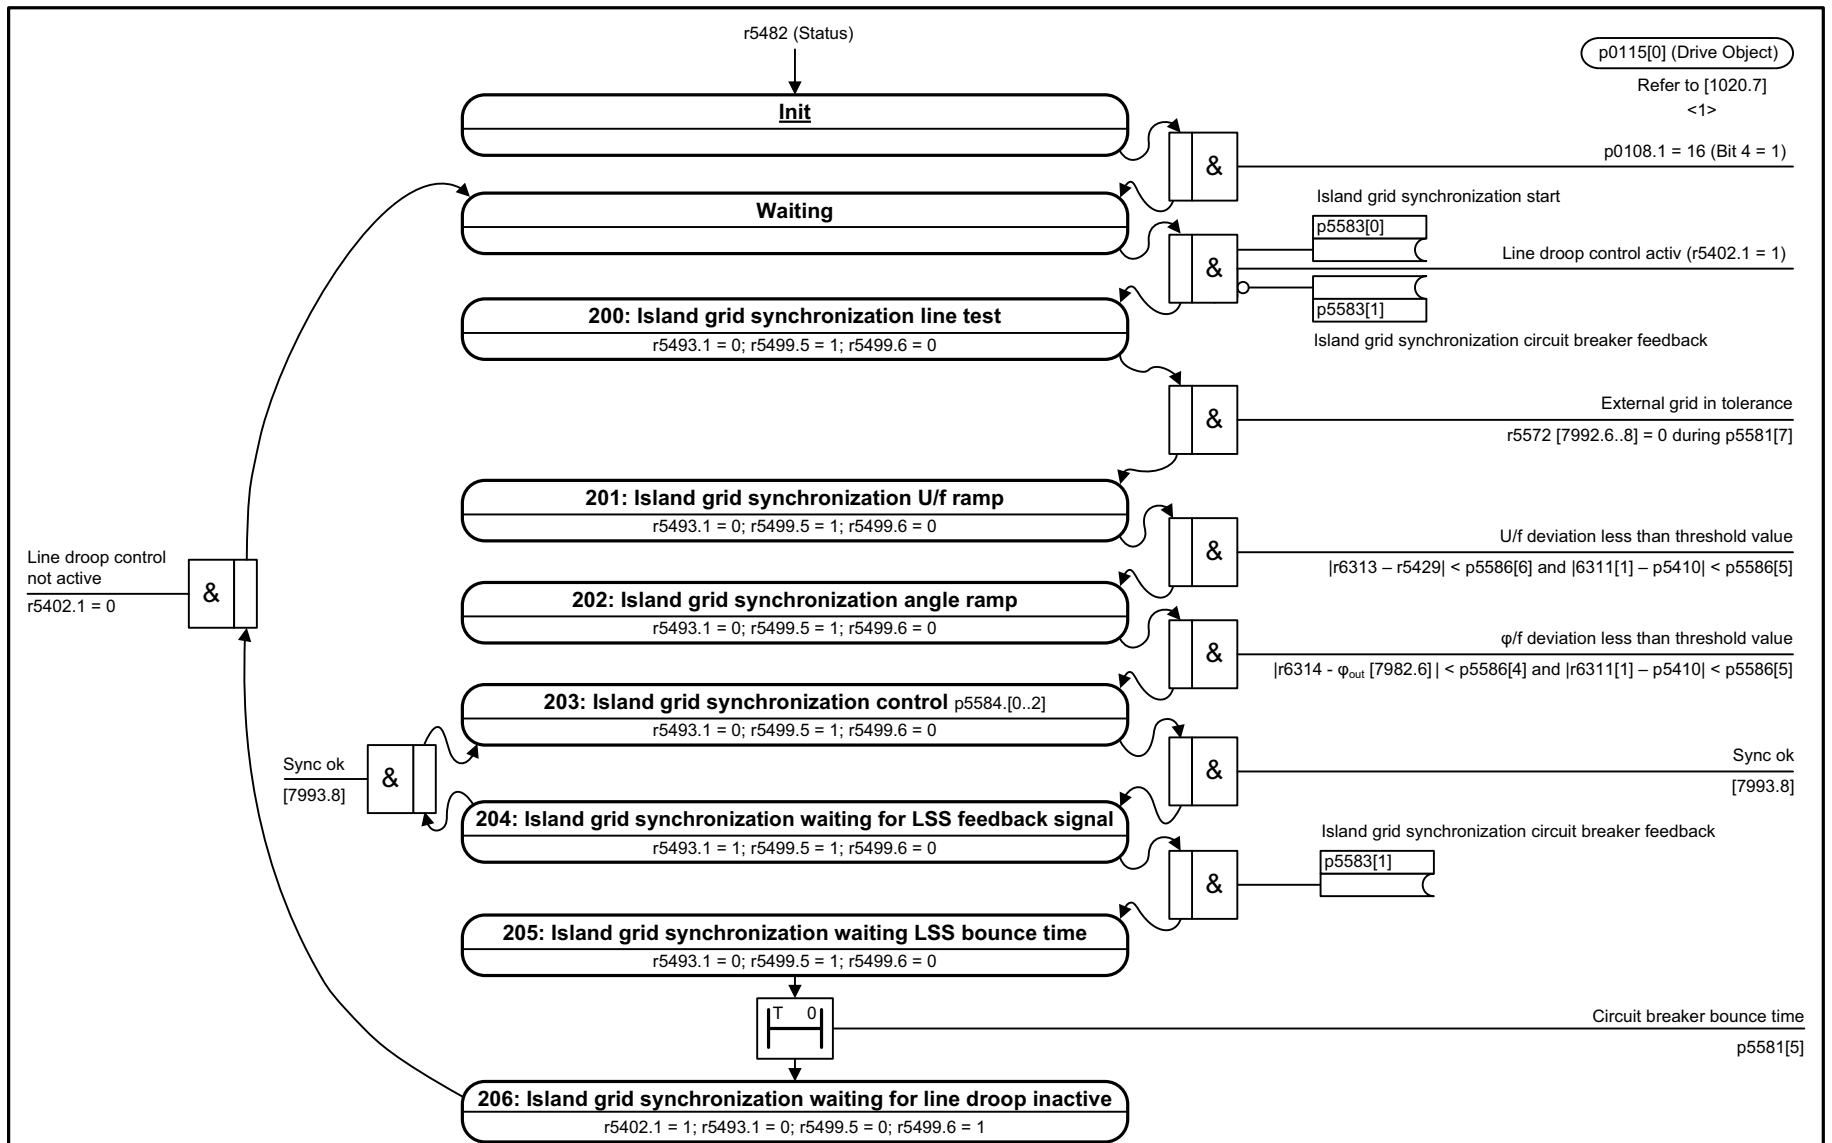 r5482 (Status)
p0115[0] (Drive Object)
Refer to [1020.7]
<1>
Init
&
p0108.1 = 16 (Bit 4 = 1)
Waiting
Island grid synchronization start
p5583[0]
&
Line droop control activ (r5402.1 = 1)
p5583[1]
Island grid synchronization circuit breaker feedback
200: Island grid synchronization line test
r5493.1 = 0; r5499.5 = 1; r5499.6 = 0
&
External grid in tolerance
r5572 [7992.6..8] = 0 during p5581[7]
201: Island grid synchronization U/f ramp
r5493.1 = 0; r5499.5 = 1; r5499.6 = 0
&
U/f deviation less than threshold value
|r6313 – r5429| < p5586[6] and |6311[1] – p5410| < p5586[5]
Line droop control
not active
r5402.1 = 0
&
202: Island grid synchronization angle ramp
r5493.1 = 0; r5499.5 = 1; r5499.6 = 0
&
φ/f deviation less than threshold value
|r6314 - φout [7982.6] | < p5586[4] and |r6311[1] – p5410| < p5586[5]
203: Island grid synchronization control p5584.[0..2]
r5493.1 = 0; r5499.5 = 1; r5499.6 = 0
Sync ok
[7993.8]
&
&
Sync ok
[7993.8]
204: Island grid synchronization waiting for LSS feedback signal
r5493.1 = 1; r5499.5 = 1; r5499.6 = 0
Island grid synchronization circuit breaker feedback
p5583[1]
&
205: Island grid synchronization waiting LSS bounce time
r5493.1 = 0; r5499.5 = 1; r5499.6 = 0
T 0
Circuit breaker bounce time
p5581[5]
206: Island grid synchronization waiting for line droop inactive
r5402.1 = 1; r5493.1 = 0; r5499.5 = 0; r5499.6 = 1